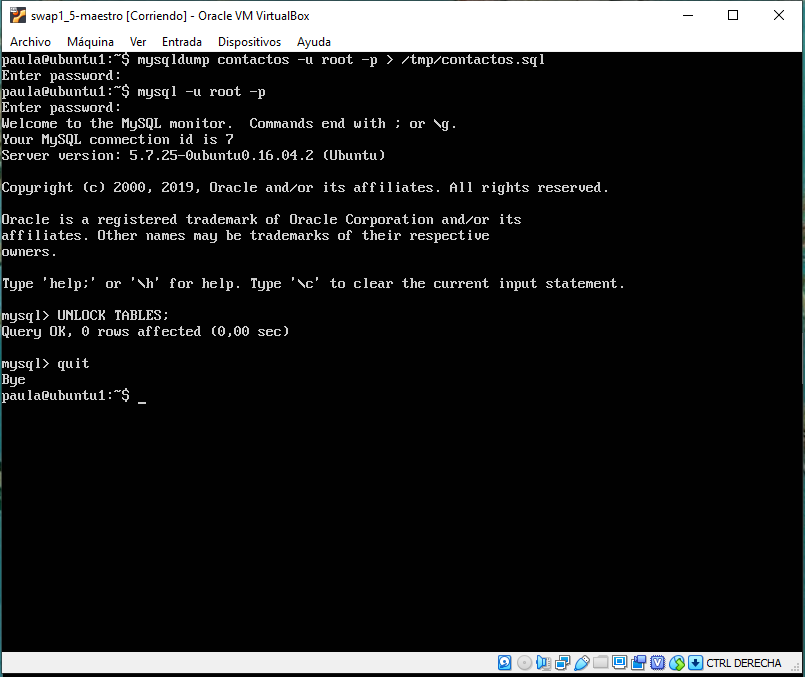 swap1_5-maestro [Corriendo] - Oracle VM VirtualBox
Archivo Máquina Ver Entrada Dispositivos Ayuda
paula@ubuntu1:~$ mysqldump contactos -u root -p > /tmp/contactos.sql
Enter password:
paula@ubuntu1:~$ mysql -u root -p
Enter password:
Welcome to the MySQL monitor.  Commands end with ; or \g.
Your MySQL connection id is 7
Server version: 5.7.25-0ubuntu0.16.04.2 (Ubuntu)
Copyright (c) 2000, 2019, Oracle and/or its affiliates. All rights reserved.
Oracle is a registered trademark of Oracle Corporation and/or its
affiliates. Other names may be trademarks of their respective
owners.
Type 'help;' or '\h' for help. Type '\c' to clear the current input statement.
mysql> UNLOCK TABLES;
Query OK, 0 rows affected (0,00 sec)
mysql> quit
Bye
paula@ubuntu1:~$ _
CTRL DERECHA